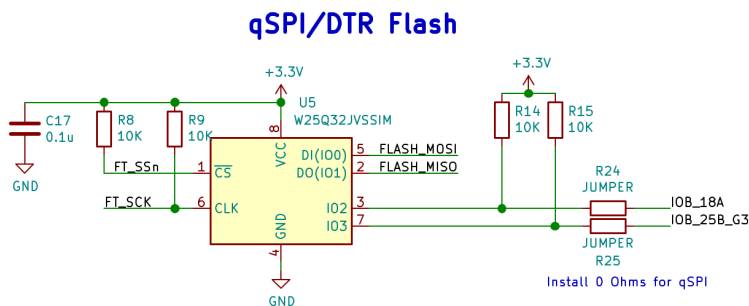 qSPI/DTR Flash
+3.3V
+3.3V
U5
W25Q32JVSSIM
C17
0.1u
R8
10K
R9
10K
R14
10K
R15
10K
GND
8
VCC
DI(IO0)
5
FLASH_MOSI
DO(IO1)
2
FLASH_MISO
FT_SSn
1
CS
R24
JUMPER
FT_SCK
6
CLK
IO2
3
IOB_18A
IO3
7
IOB_25B_G3
GND
4
JUMPER
R25
GND
Install 0 Ohms for qSPI